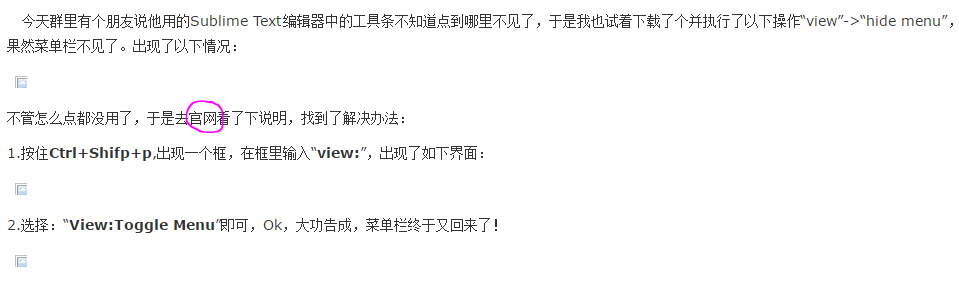 今天群里有个朋友说他用的Sublime Text编辑器中的工具条不知道点到哪里不见了，于是我也试着下载了个并执行了以下操作“view”->“hide menu”，
果然菜单栏不见了。出现了以下情况：
不管怎么点都没用了，于是去官网看了下说明，找到了解决办法：
1.按住Ctrl+Shifp+p,出现一个框，在框里输入“view:”，出现了如下界面：
2.选择：“View:Toggle Menu”即可，Ok，大功告成，菜单栏终于又回来了！